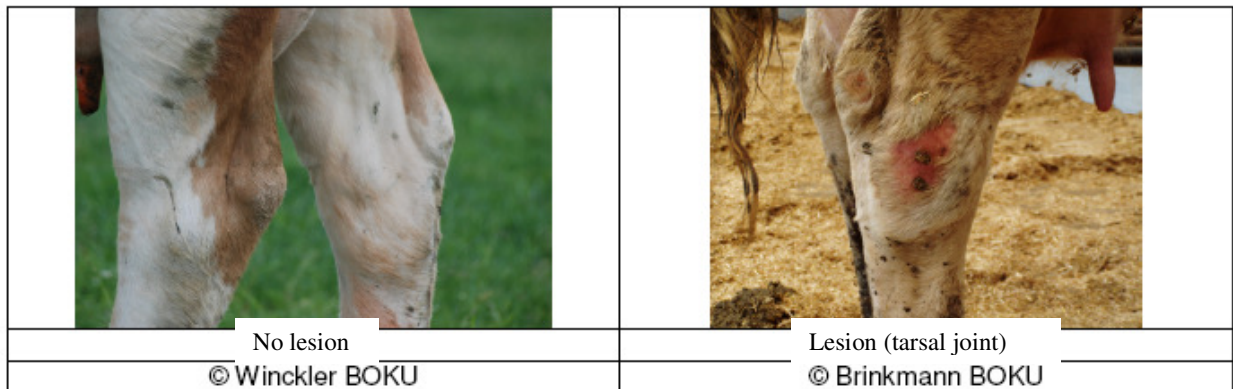 No lesion
Lesion (tarsal joint)
© Winckler BOKU
© Brinkmann BOKU